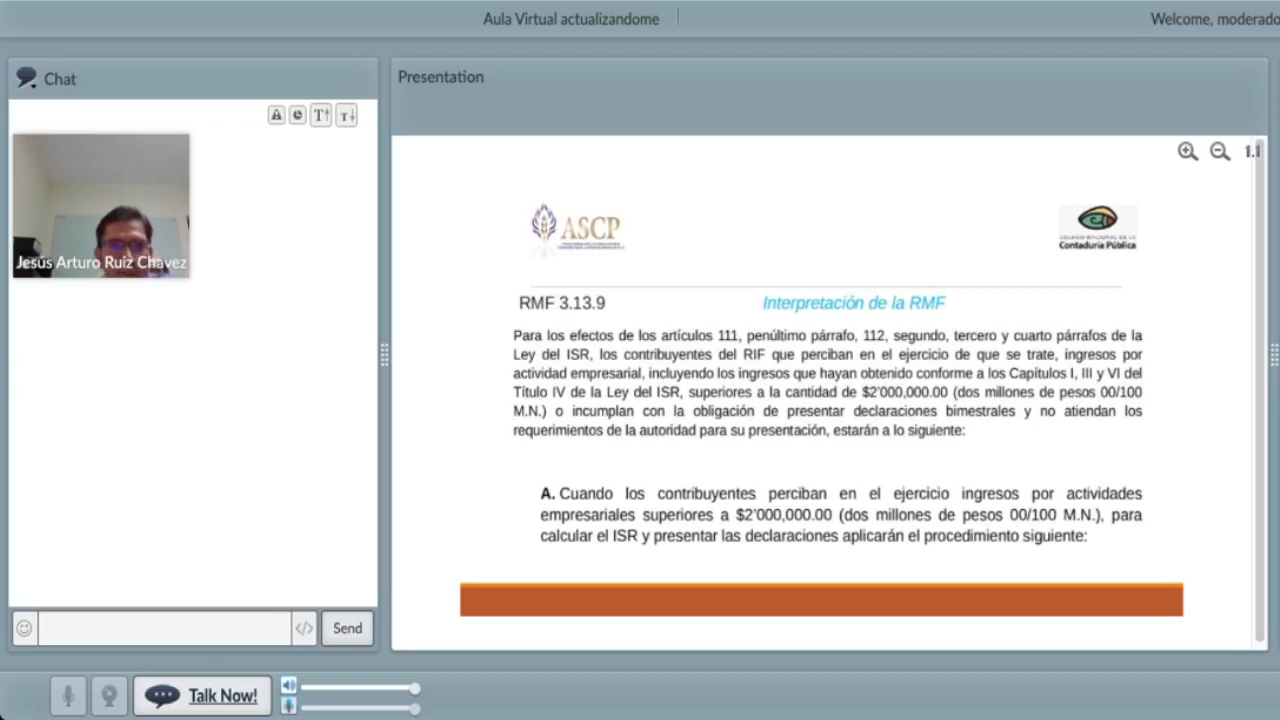 Aula Virtual actualizandome
Welcome, moderado
Chat
Jesús Arturo Ruiz Chavez
Send
Talk Now!
Presentation
1.1
ASCP
Contaduría Pública
RMF 3.13.9
Interpretación de la RMF
Para los efectos de los artículos 111, penúltimo párrafo, 112, segundo, tercero y cuarto párrafos de la
Ley del ISR, los contribuyentes del RIF que perciban en el ejercicio de que se trate, ingresos por
actividad empresarial, incluyendo los ingresos que hayan obtenido conforme a los Capítulos I, III y VI del
Título IV de la Ley del ISR, superiores a la cantidad de $2'000,000.00 (dos millones de pesos 00/100
M.N.) o incumplan con la obligación de presentar declaraciones bimestrales y no atiendan los
requerimientos de la autoridad para su presentación, estarán a lo siguiente:
A. Cuando los contribuyentes perciban en el ejercicio ingresos por actividades
empresariales superiores a $2'000,000.00 (dos millones de pesos 00/100 M.N.), para
calcular el ISR y presentar las declaraciones aplicarán el procedimiento siguiente: